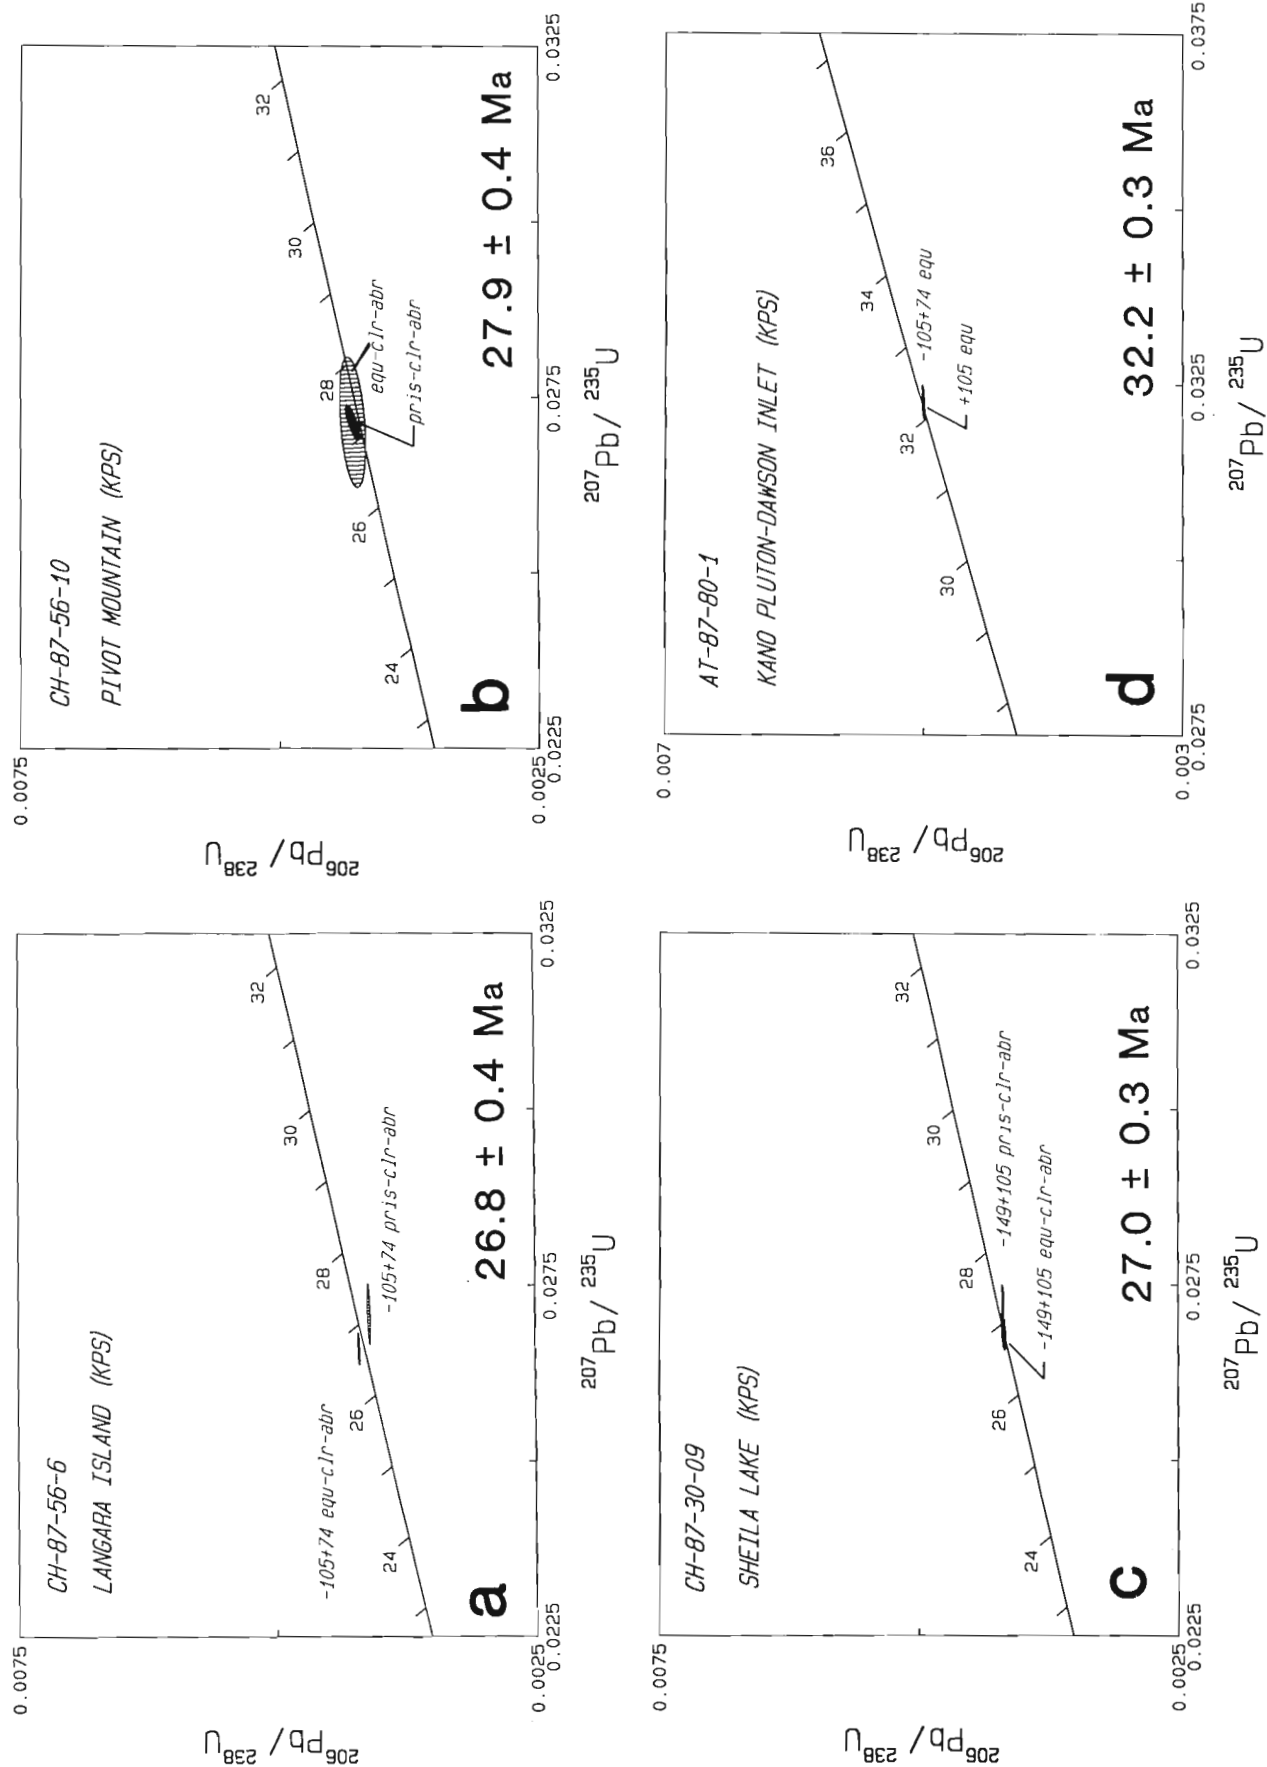 0.0075
CH-87-56-6
LANGARA ISLAND (KPS)
32
30
28
26
24
-105+74 equ-clr-abr
-105+74 pris-clr-abr
a
26.8 ± 0.4 Ma
206Pb/ 238U
0.0025
0.0225
0.0275
0.0325
207Pb/ 235U
0.0075
CH-87-56-10
PIVOT MOUNTAIN (KPS)
32
30
28
26
24
equ-clr-abr
pris-clr-abr
b
27.9 ± 0.4 Ma
206Pb/ 238U
0.0025
0.0225
0.0275
0.0325
207Pb/ 235U
0.0075
CH-87-30-09
SHEILA LAKE (KPS)
32
30
28
26
24
-149+105 pris-clr-abr
-149+105 equ-clr-abr
c
27.0 ± 0.3 Ma
206Pb/ 238U
0.0025
0.0225
0.0275
0.0325
207Pb/ 235U
0.007
AT-87-80-1
KANO PLUTON-DAWSON INLET (KPS)
36
34
32
30
-105+74 equ
+105 equ
d
32.2 ± 0.3 Ma
206Pb/ 238U
0.003
0.0275
0.0325
0.0375
207Pb/ 235U